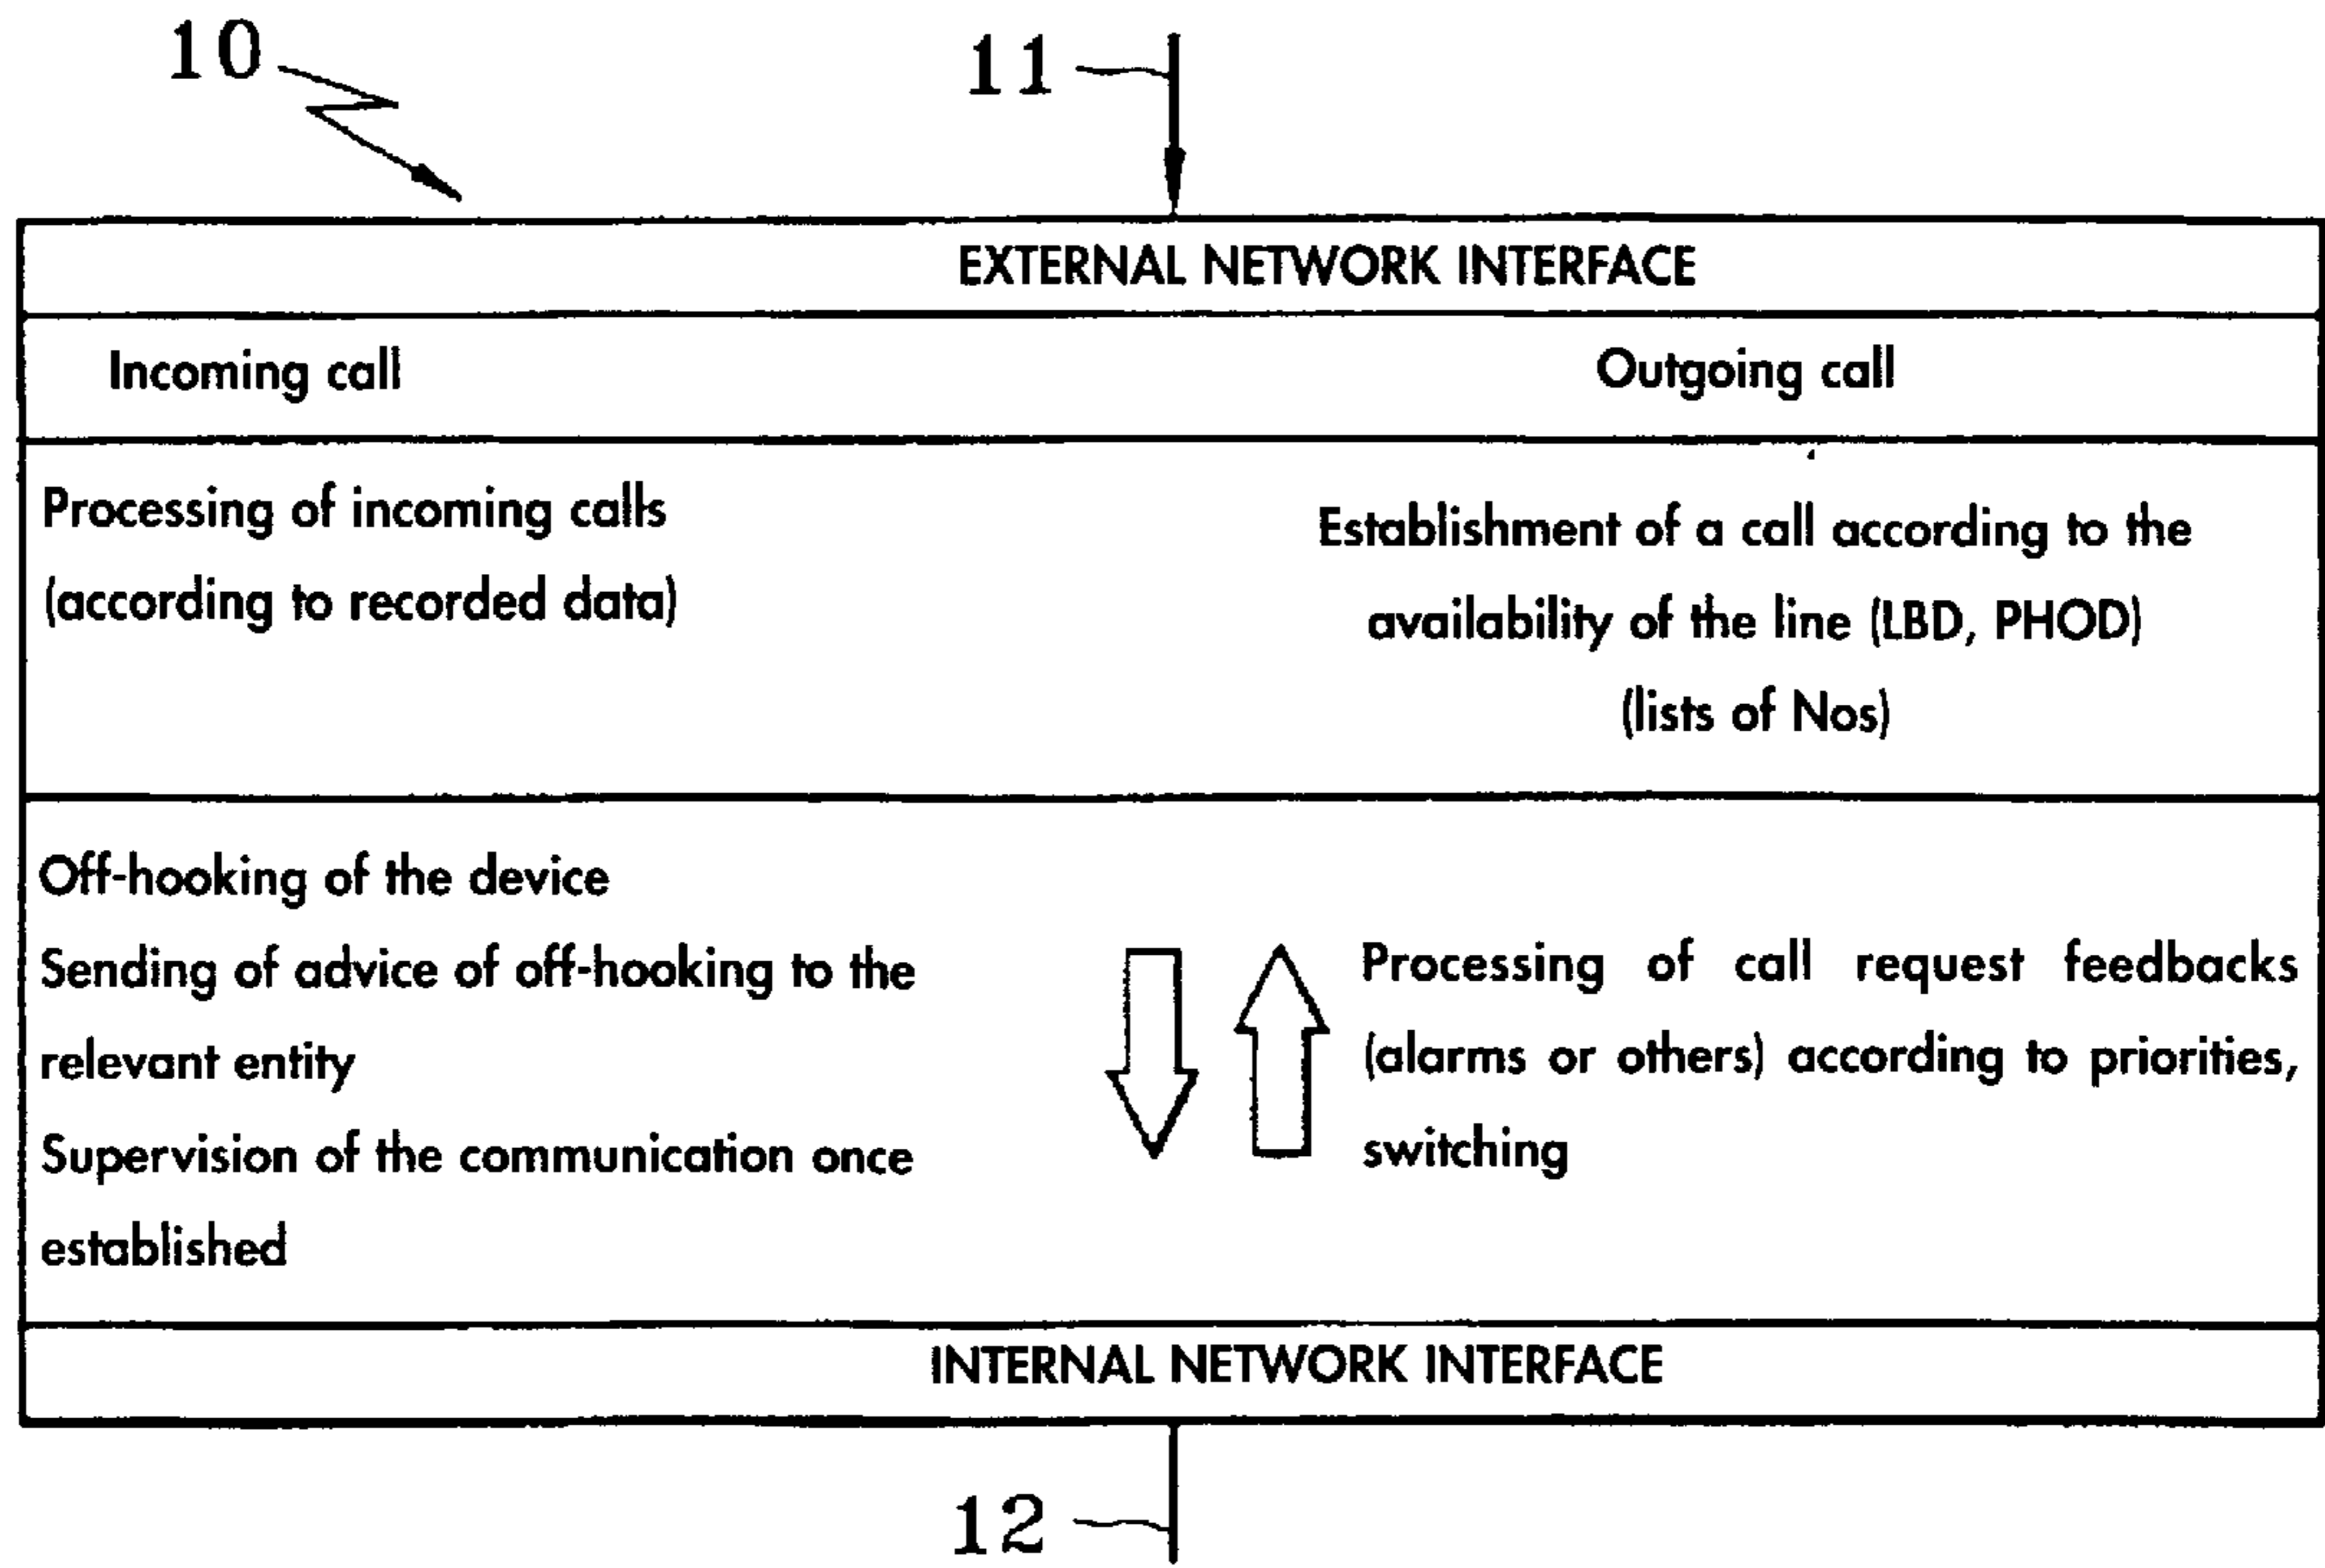 10
11
EXTERNAL NETWORK INTERFACE
Incoming call
Outgoing call
Processing of incoming calls
(according to recorded data)
Establishment of a call according to the
availability of the line (LBD, PHOD)
(lists of Nos)
Off-hooking of the device
Sending of advice of off-hooking to the
relevant entity
Supervision of the communication once
established
Processing of call request feedbacks
(alarms or others) according to priorities,
switching
INTERNAL NETWORK INTERFACE
12